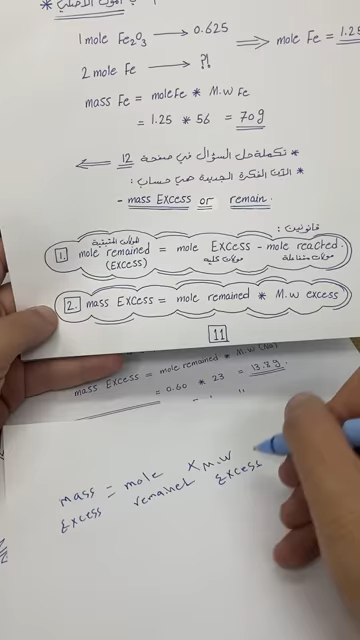 * المول الأصلي
1 mole Fe₂O₃ → 0.625
⇒ mole Fe = 1.25
2 mole Fe → ?!
mass Fe = mole Fe * M.W Fe
= 1.25 * 56 = 70g
* تكملة حل السؤال في صفحة 12 ←
* الآن الفكرة الجديدة هي حساب :
- mass Excess or remain.
قانونين :
المولات المتبقية
1. mole remained = mole Excess - mole reacted.
(Excess) مولات كلية مولات متفاعلة
2. mass Excess = mole remained * M.W excess
11
mass Excess = mole remained * M.W
= 0.60 * 23 = 13.8g
mass = mole × M.W
Excess remained Excess